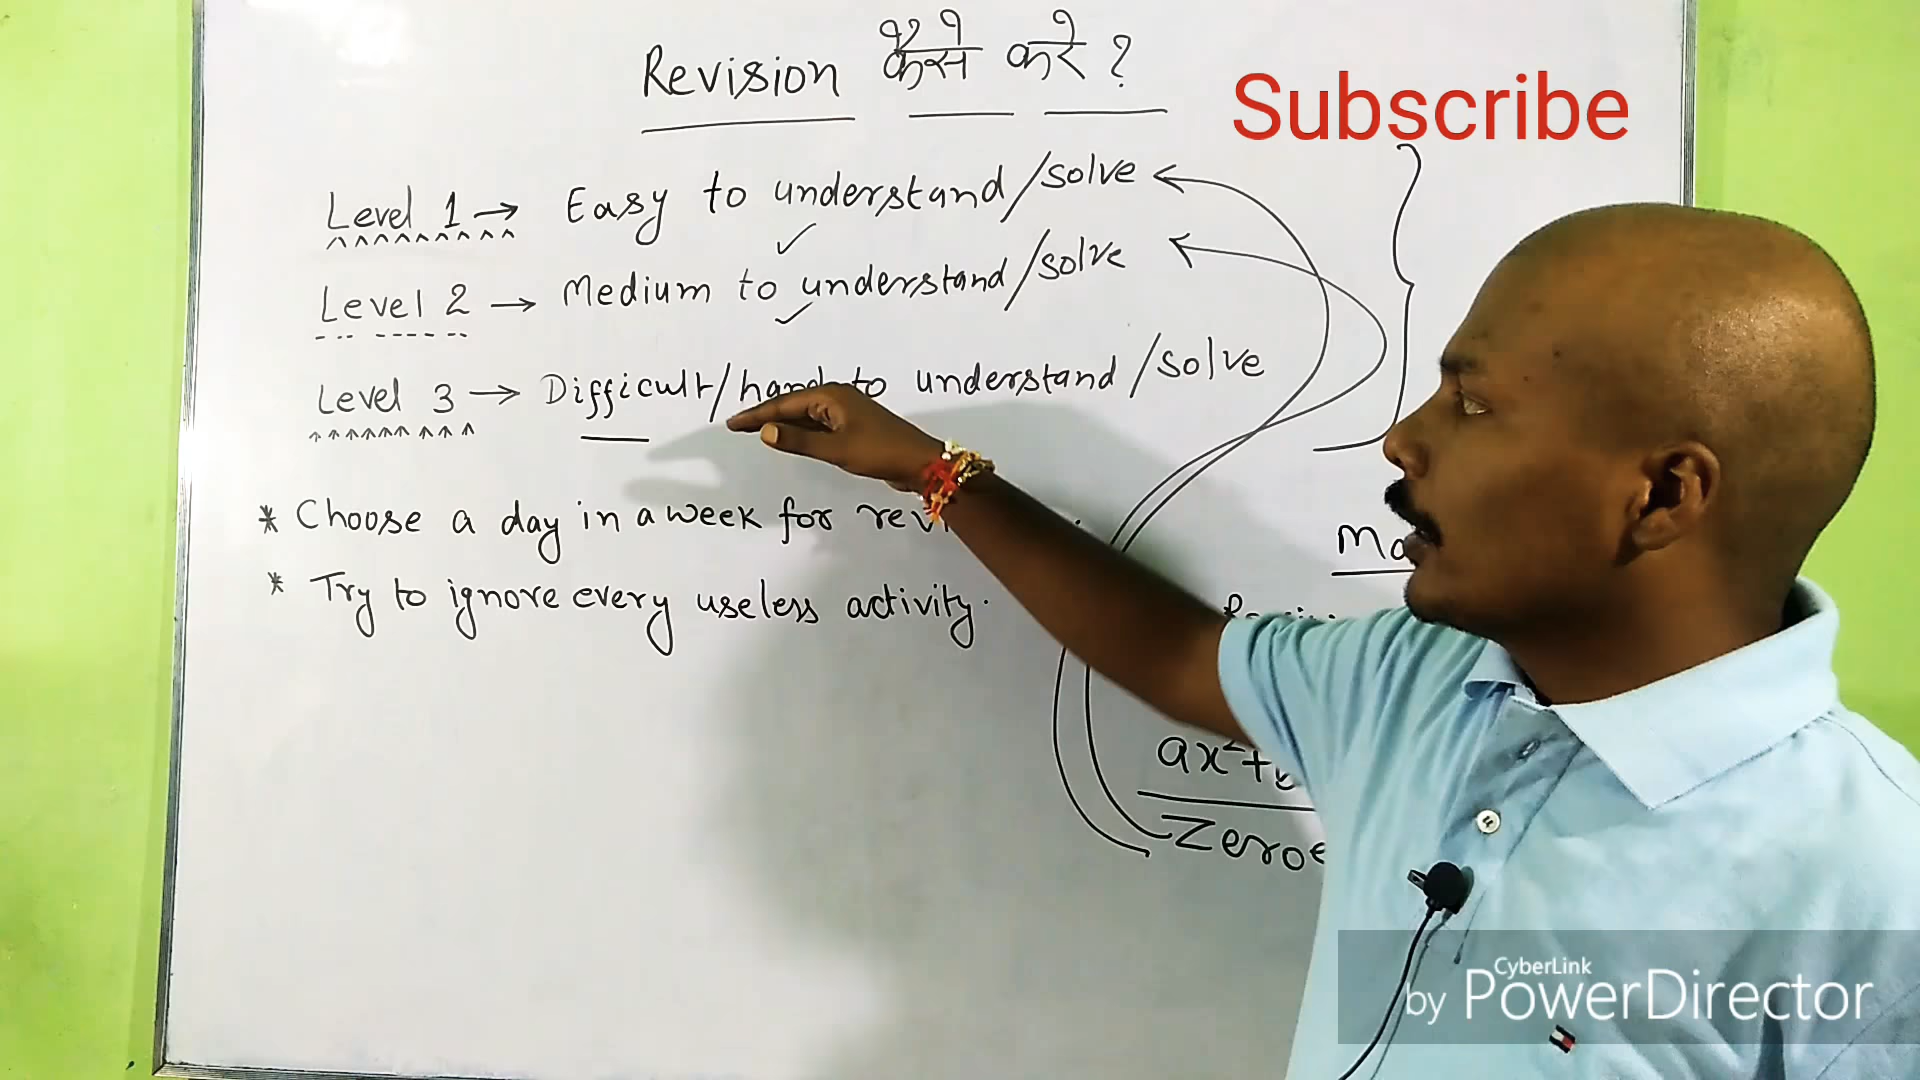 Revision कैसे करे ?
Subscribe
Level 1 → Easy to understand/solve
Level 2 → Medium to understand/solve
Level 3 → Difficult/hard to understand/solve
* Choose a day in a week for
* Try to ignore every useless activity.
ax²+b
CyberLink
by PowerDirector